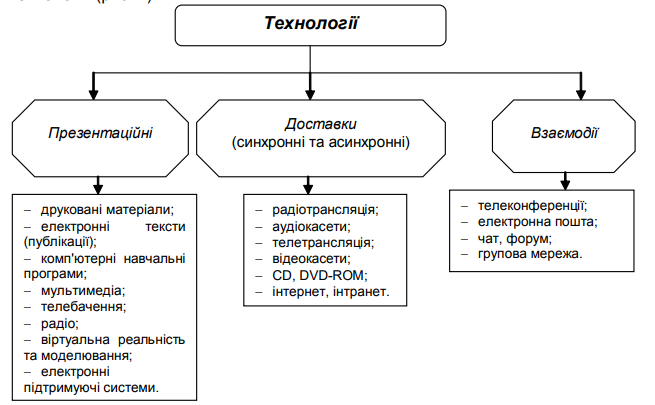 Технології
Презентаційні
Доставки
(синхронні та асинхронні)
Взаємодії
– друковані матеріали;
– електронні тексти
(публікації);
– комп'ютерні навчальні
програми;
– мультимедіа;
– телебачення;
– радіо;
– віртуальна реальність
та моделювання;
– електронні
підтримуючі системи.
– радіотрансляція;
– аудіокасети;
– телетрансляція;
– відеокасети;
– CD, DVD-ROM;
– інтернет, інтранет.
– телеконференції;
– електронна пошта;
– чат, форум;
– групова мережа.